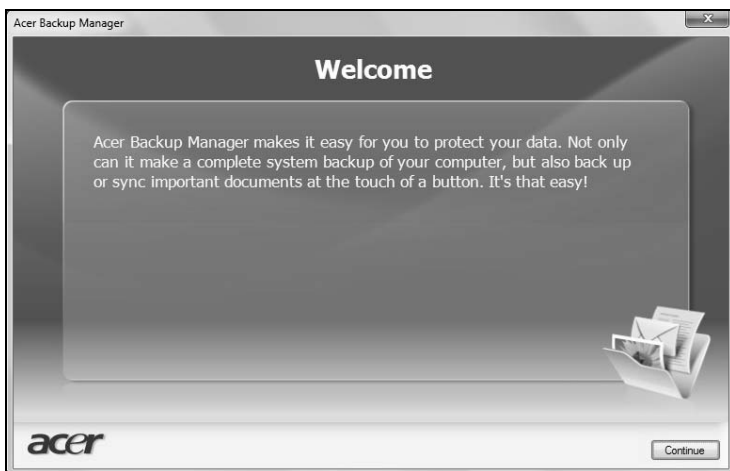 Acer Backup Manager
x
Welcome
Acer Backup Manager makes it easy for you to protect your data. Not only
can it make a complete system backup of your computer, but also back up
or sync important documents at the touch of a button. It's that easy!
acer
Continue